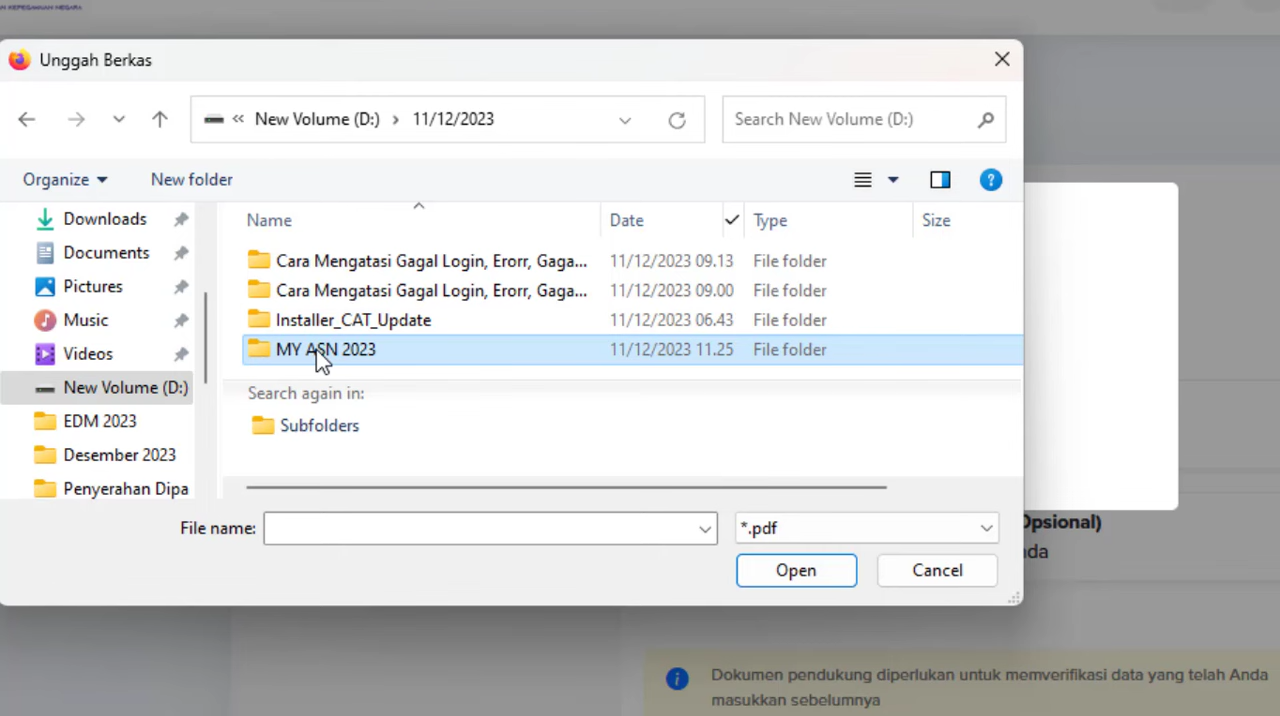 AH KEPEGAWAIAN NEGARA
Unggah Berkas
« New Volume (D:) › 11/12/2023
Search New Volume (D:)
Organize
New folder
?
Downloads
Documents
Pictures
Music
Videos
New Volume (D:)
EDM 2023
Desember 2023
Penyerahan Dipa
Name Date Type Size
Cara Mengatasi Gagal Login, Erorr, Gaga... 11/12/2023 09.13 File folder
Cara Mengatasi Gagal Login, Erorr, Gaga... 11/12/2023 09.00 File folder
Installer_CAT_Update 11/12/2023 06.43 File folder
MY ASN 2023 11/12/2023 11.25 File folder
Search again in:
Subfolders
File name: *.pdf
Open Cancel
Opsional)
nda
Dokumen pendukung diperlukan untuk memverifikasi data yang telah Anda
masukkan sebelumnya